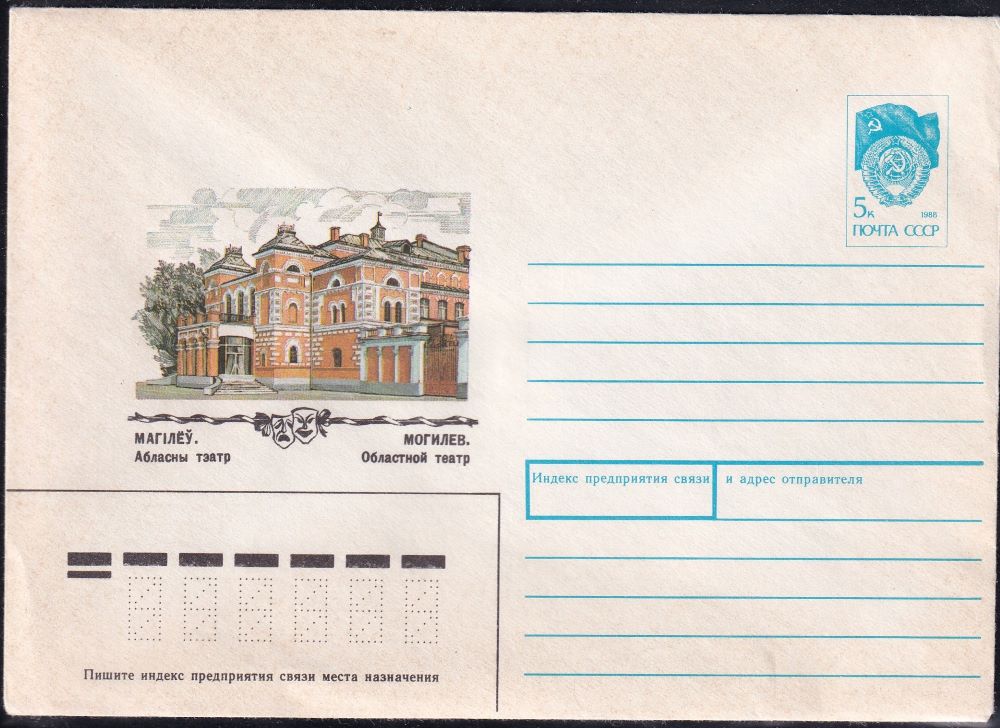 5к 1988
ПОЧТА СССР
МАГІЛЁЎ.
Абласны тэатр
МОГИЛЕВ.
Областной театр
Индекс предприятия связи и адрес отправителя
Пишите индекс предприятия связи места назначения